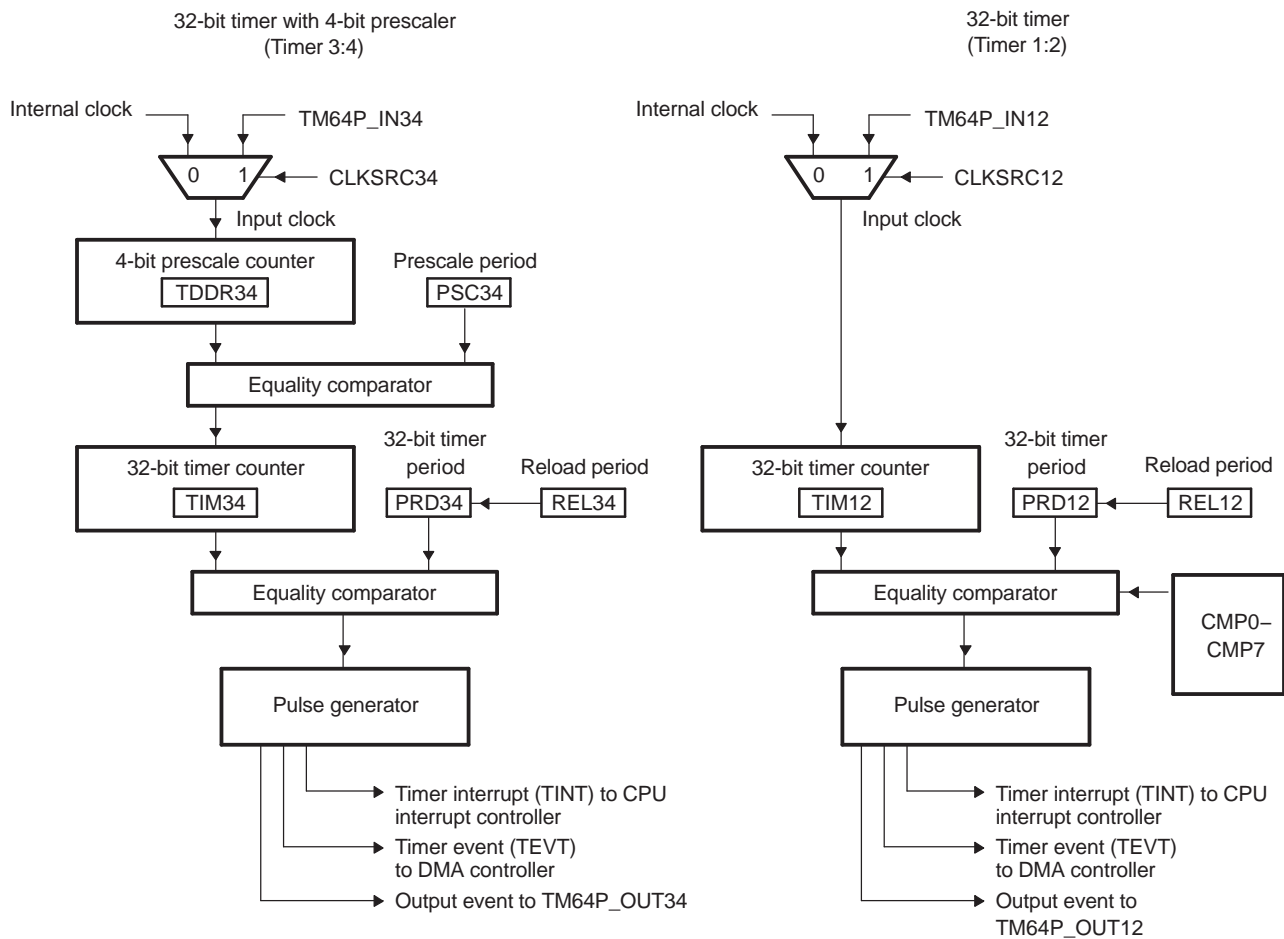 32-bit timer with 4-bit prescaler
(Timer 3:4)
Internal clock
TM64P_IN34
0 1
CLKSRC34
Input clock
4-bit prescale counter
TDDR34
Prescale period
PSC34
Equality comparator
32-bit timer counter
TIM34
32-bit timer
period
PRD34
Reload period
REL34
Equality comparator
Pulse generator
Timer interrupt (TINT) to CPU
interrupt controller
Timer event (TEVT)
to DMA controller
Output event to TM64P_OUT34
32-bit timer
(Timer 1:2)
Internal clock
TM64P_IN12
0 1
CLKSRC12
Input clock
32-bit timer counter
TIM12
32-bit timer
period
PRD12
Reload period
REL12
Equality comparator
CMP0–
CMP7
Pulse generator
Timer interrupt (TINT) to CPU
interrupt controller
Timer event (TEVT)
to DMA controller
Output event to
TM64P_OUT12